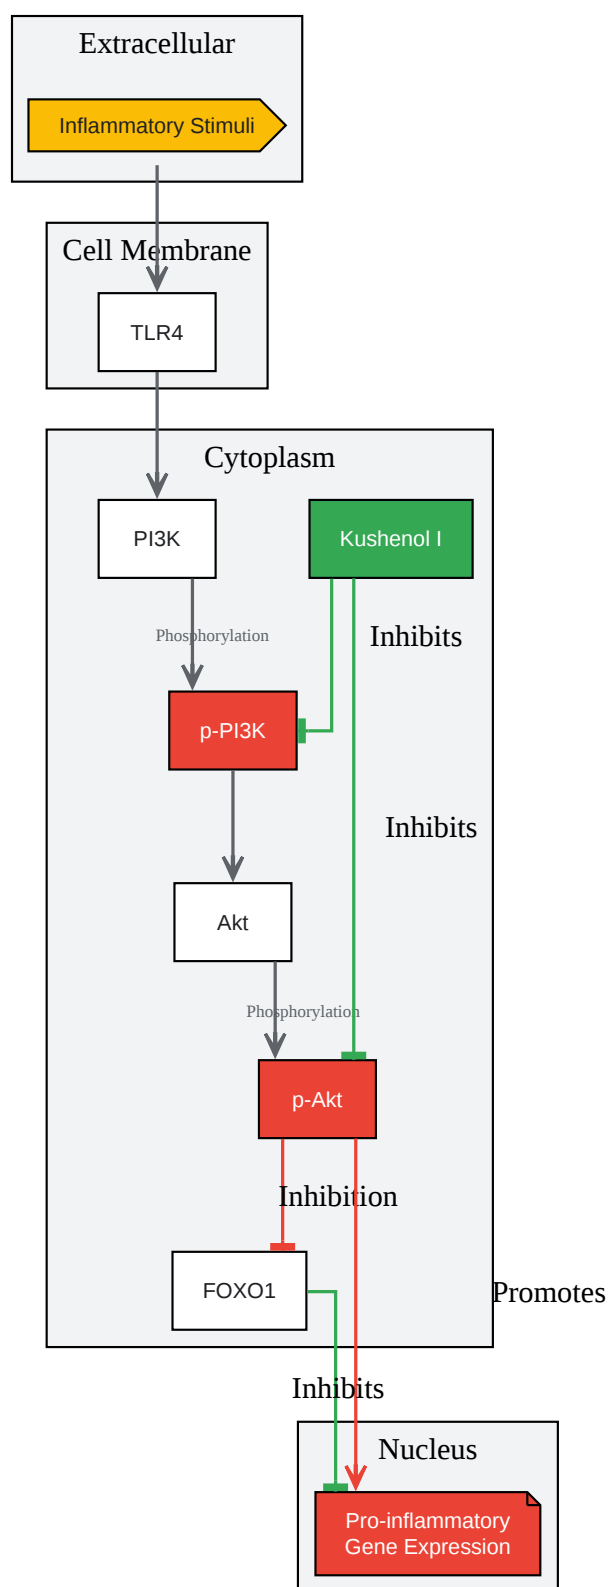 Extracellular
Inflammatory Stimuli
Cell Membrane
TLR4
Cytoplasm
PI3K
Kushenol I
Phosphorylation
Inhibits
p-PI3K
Inhibits
Akt
Phosphorylation
p-Akt
Inhibition
FOXO1
Promotes
Inhibits
Nucleus
Pro-inflammatory
Gene Expression